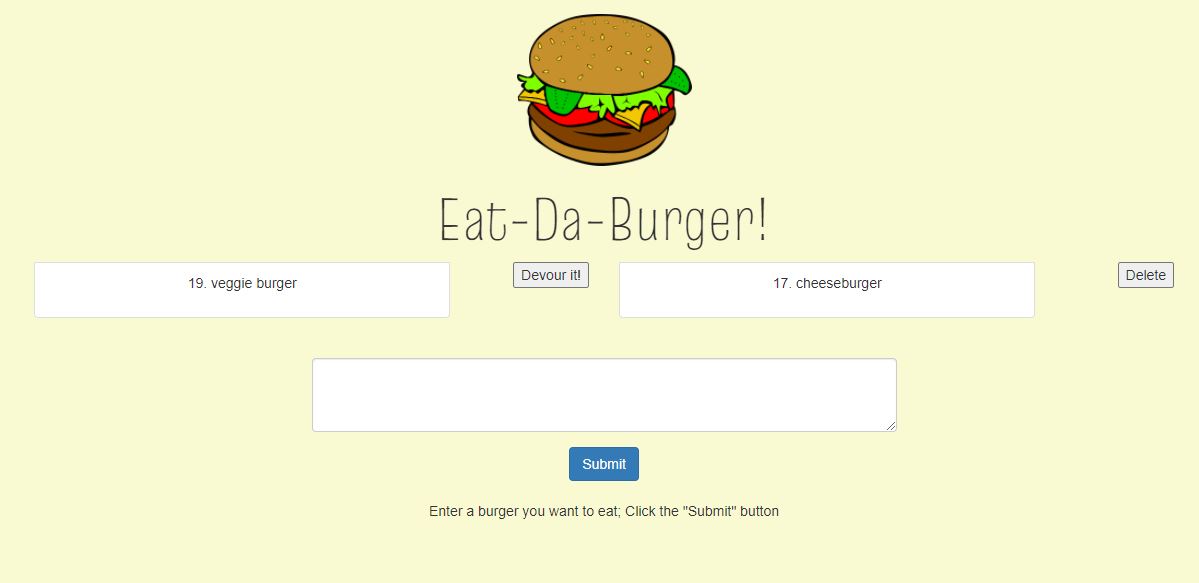 Eat-Da-Burger!
19. veggie burger
Devour it!
17. cheeseburger
Delete
Submit
Enter a burger you want to eat; Click the "Submit" button